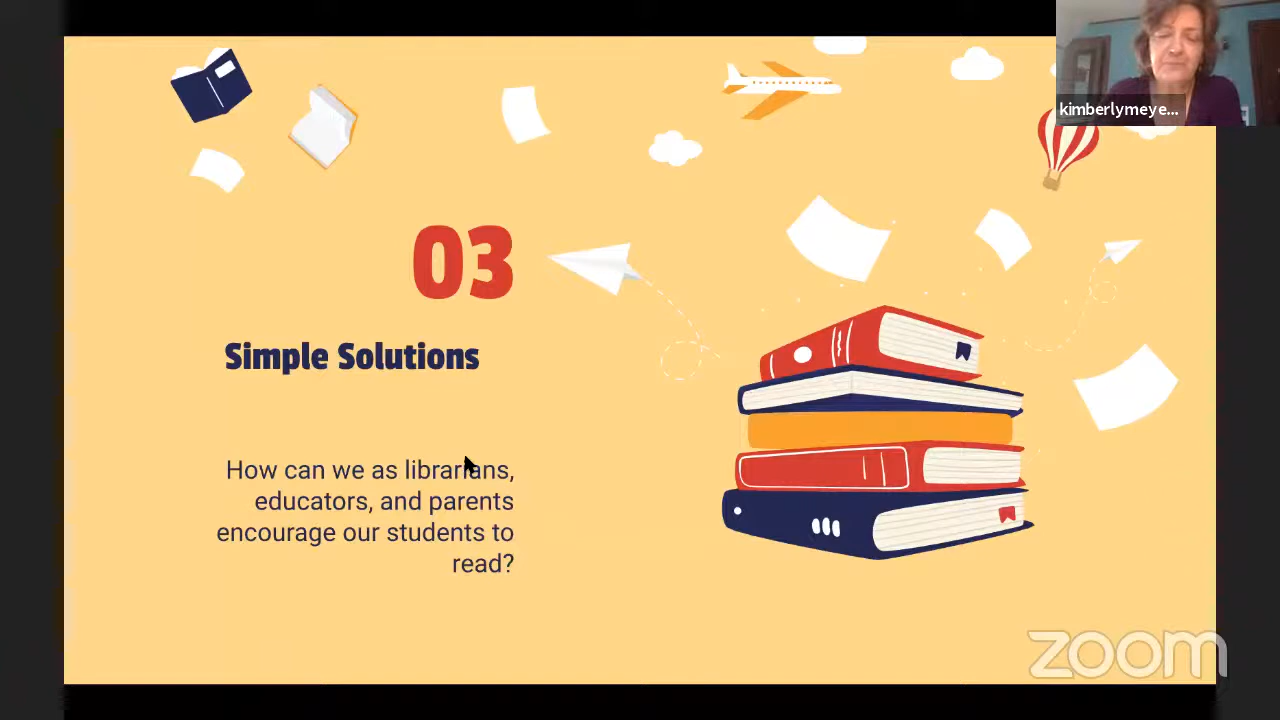 kimberlymeye...
03
Simple Solutions
How can we as librarians,
educators, and parents
encourage our students to
read?
zoom